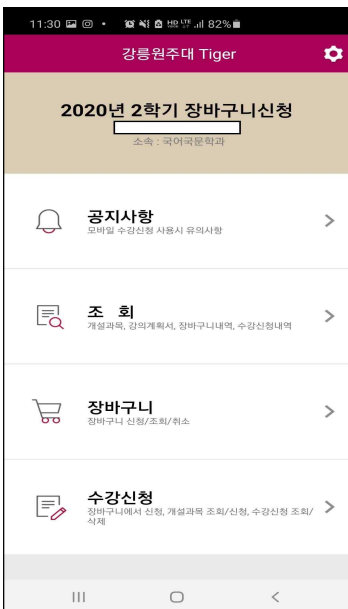 11:30 82%
강릉원주대 Tiger
2020년 2학기 장바구니신청
소속 : 국어국문학과
공지사항
모바일 수강신청 사용시 유의사항
조 회
개설과목, 강의계획서, 장바구니내역, 수강신청내역
장바구니
장바구니 신청/조회/취소
수강신청
장바구니에서 신청, 개설과목 조회/신청, 수강신청 조회/
삭제